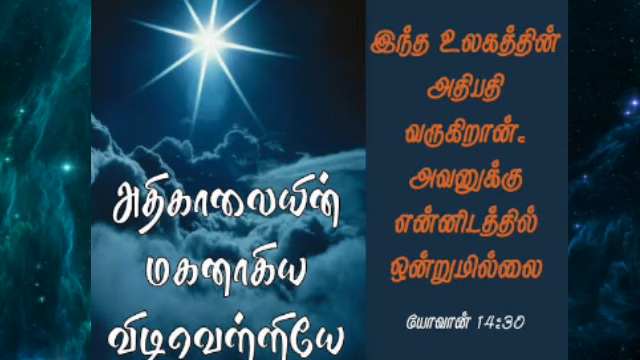 அதிகாலையின்
மகனாகிய
விடிவெள்ளியே
இந்த உலகத்தின்
அதிபதி
வருகிறான்.
அவனுக்கு
என்னிடத்தில்
ஒன்றுமில்லை
யோவான் 14:30